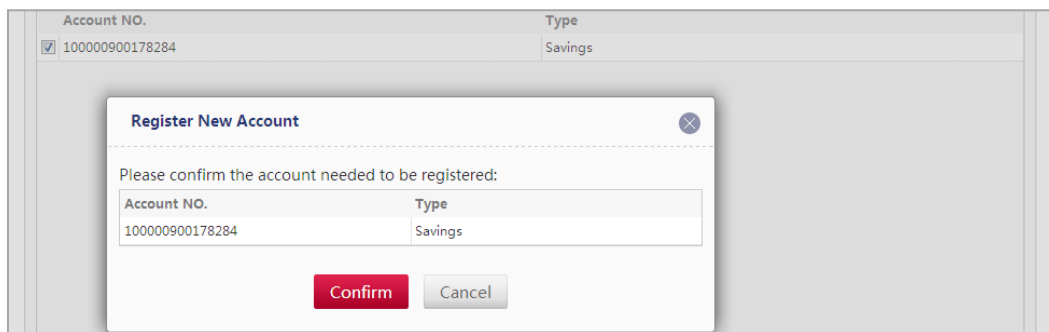 Account NO. Type
100000900178284 Savings
Register New Account
Please confirm the account needed to be registered:
Account NO. Type
100000900178284 Savings
Confirm Cancel